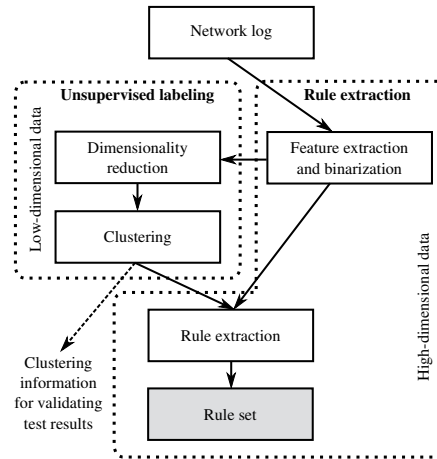 Network log
Unsupervised labeling
Rule extraction
Low-dimensional data
Dimensionality
reduction
Feature extraction
and binarization
Clustering
High-dimensional data
Rule extraction
Clustering
information
for validating
test results
Rule set